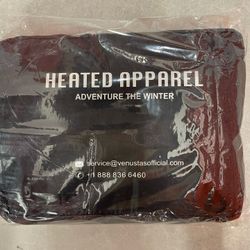 HEATED APPAREL
ADVENTURE THE WINTER
service@venustasofficial.com
+1 888 836 6460